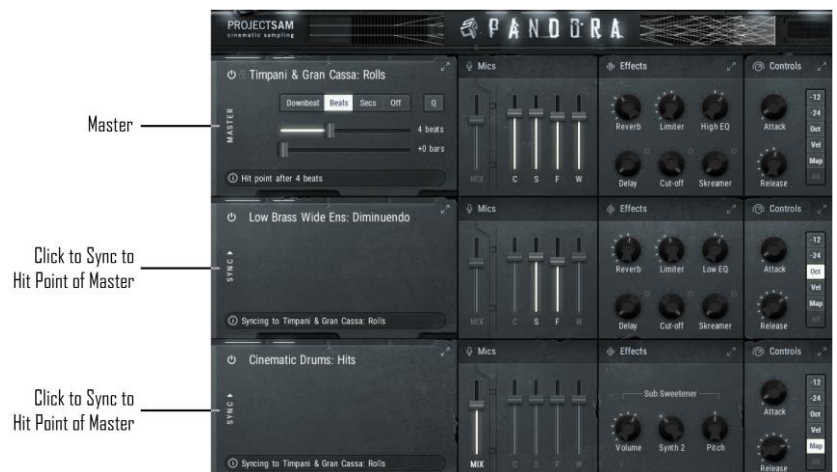 PROJECTSAM
cinematic sampling
PANDORA
Master
MASTER
Timpani & Gran Cassa: Rolls
Downbeat Beats Secs Off
4 beats
+0 bars
Hit point after 4 beats
Mics
MIX C S F W
Effects
Reverb Limiter High EQ
Delay Cut-off Skreamer
Controls
Attack
Release
-12
-24
Oct
Vel
Map
All
Click to Sync to
Hit Point of Master
SYNC
Low Brass Wide Ens: Diminuendo
Syncing to Timpani & Gran Cassa: Rolls
Mics
MIX C S F W
Effects
Reverb Limiter Low EQ
Delay Cut-off Skreamer
Controls
Attack
Release
-12
-24
Oct
Vel
Map
All
Click to Sync to
Hit Point of Master
SYNC
Cinematic Drums: Hits
Syncing to Timpani & Gran Cassa: Rolls
Mics
MIX C S F W
Effects
Sub Sweetener
Volume Synth 2 Pitch
Controls
Attack
Release
-12
-24
Oct
Vel
Map
All